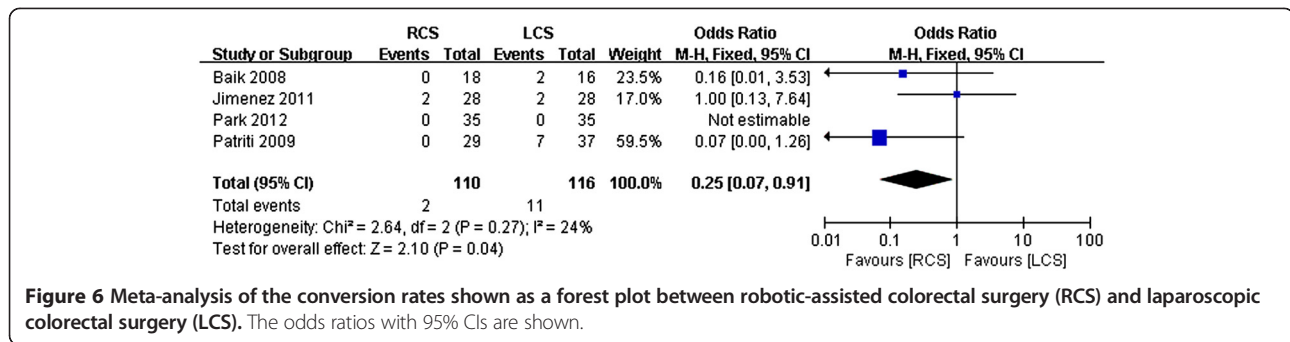 RCS LCS Odds Ratio Odds Ratio
Study or Subgroup Events Total Events Total Weight M-H, Fixed, 95% CI M-H, Fixed, 95% CI
Baik 2008 0 18 2 16 23.5% 0.16 [0.01, 3.53]
Jimenez 2011 2 28 2 28 17.0% 1.00 [0.13, 7.64]
Park 2012 0 35 0 35 Not estimable
Patriti 2009 0 29 7 37 59.5% 0.07 [0.00, 1.26]
Total (95% CI) 110 116 100.0% 0.25 [0.07, 0.91]
Total events 2 11
Heterogeneity: Chi² = 2.64, df = 2 (P = 0.27); I² = 24%
Test for overall effect: Z = 2.10 (P = 0.04)
0.01 0.1 1 10 100
Favours [RCS] Favours [LCS]
Figure 6 Meta-analysis of the conversion rates shown as a forest plot between robotic-assisted colorectal surgery (RCS) and laparoscopic
colorectal surgery (LCS). The odds ratios with 95% CIs are shown.